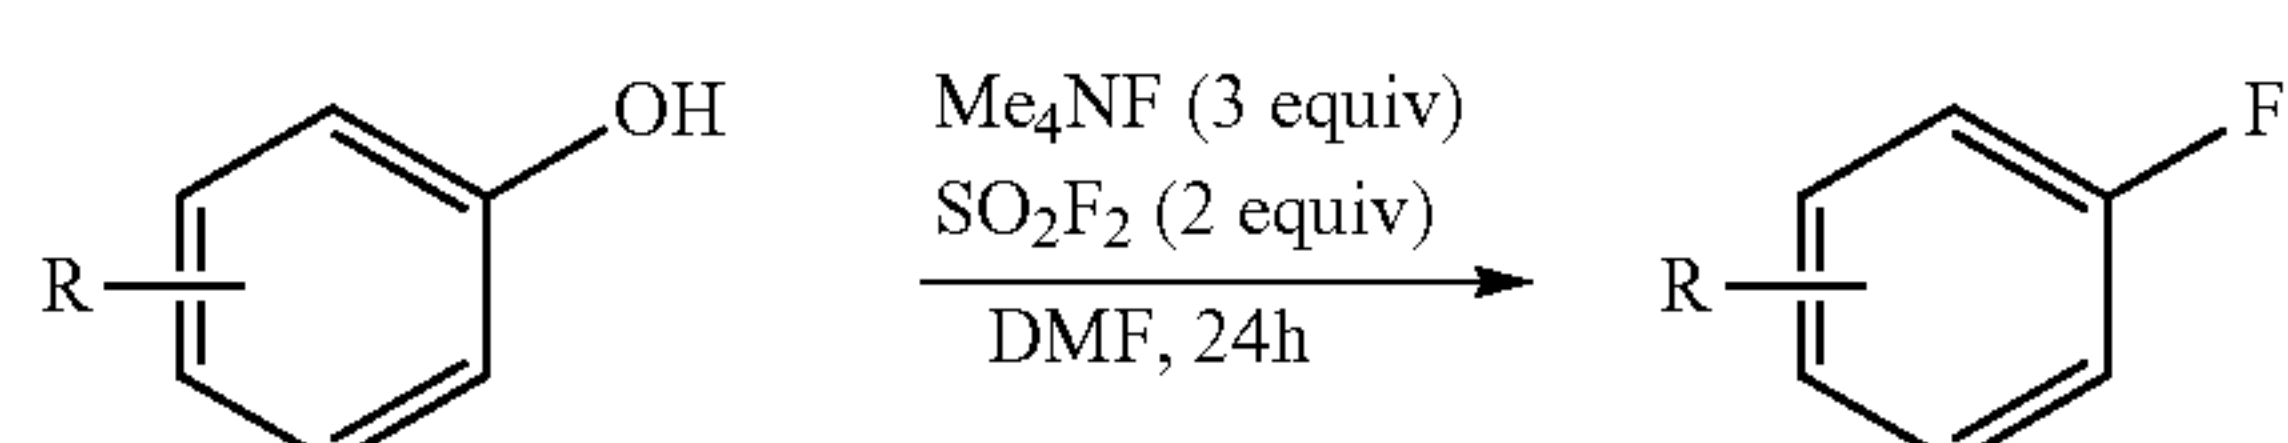 OH
Me₄NF (3 equiv)
SO₂F₂ (2 equiv)
DMF, 24h
R
F
R